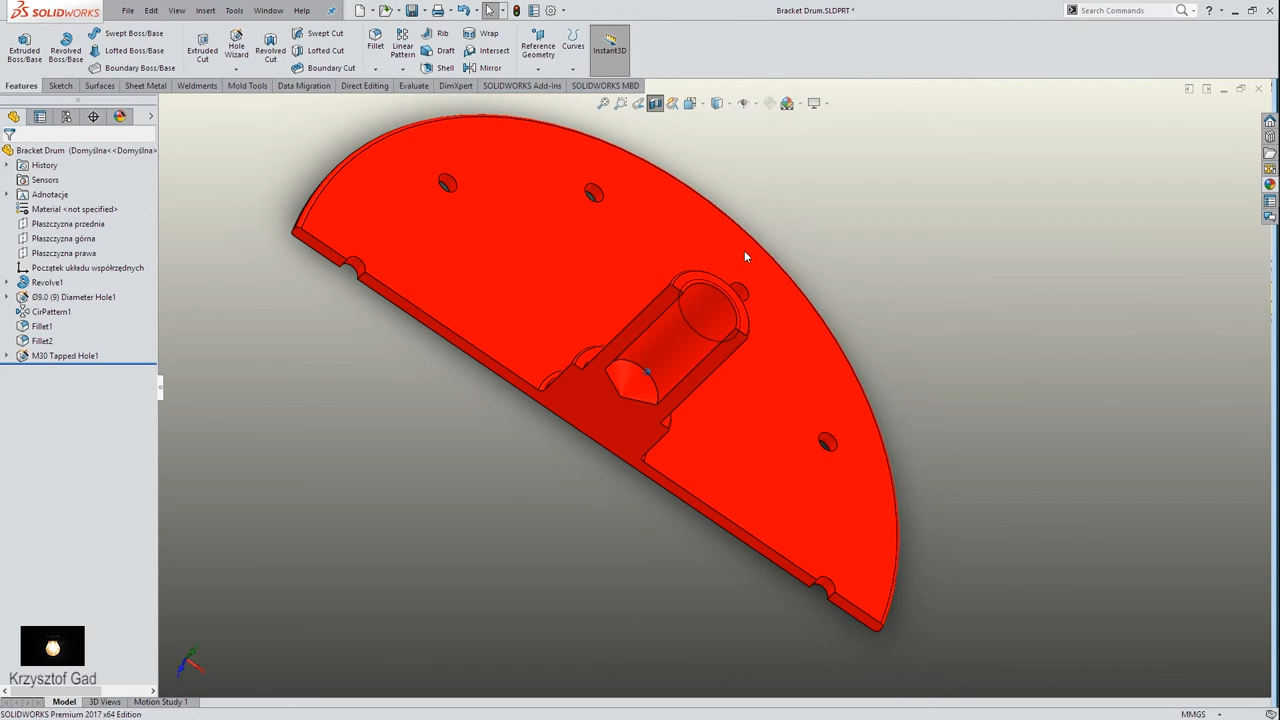 SOLIDWORKS
File Edit View Insert Tools Window Help
Bracket Drum.SLDPRT *
Search Commands
Extruded Boss/Base
Revolved Boss/Base
Swept Boss/Base
Lofted Boss/Base
Boundary Boss/Base
Extruded Cut
Hole Wizard
Revolved Cut
Swept Cut
Lofted Cut
Boundary Cut
Fillet
Linear Pattern
Rib
Draft
Shell
Wrap
Intersect
Mirror
Reference Geometry
Curves
Instant3D
Features Sketch Surfaces Sheet Metal Weldments Mold Tools Data Migration Direct Editing Evaluate DimXpert SOLIDWORKS Add-Ins SOLIDWORKS MBD
Bracket Drum (Domyślna<<Domyślna>
History
Sensors
Adnotacje
Material <not specified>
Płaszczyzna przednia
Płaszczyzna górna
Płaszczyzna prawa
Początek układu współrzędnych
Revolve1
Ø9.0 (9) Diameter Hole1
CirPattern1
Fillet1
Fillet2
M30 Tapped Hole1
Krzysztof Gad
Model 3D Views Motion Study 1
SOLIDWORKS Premium 2017 x64 Edition
MMGS